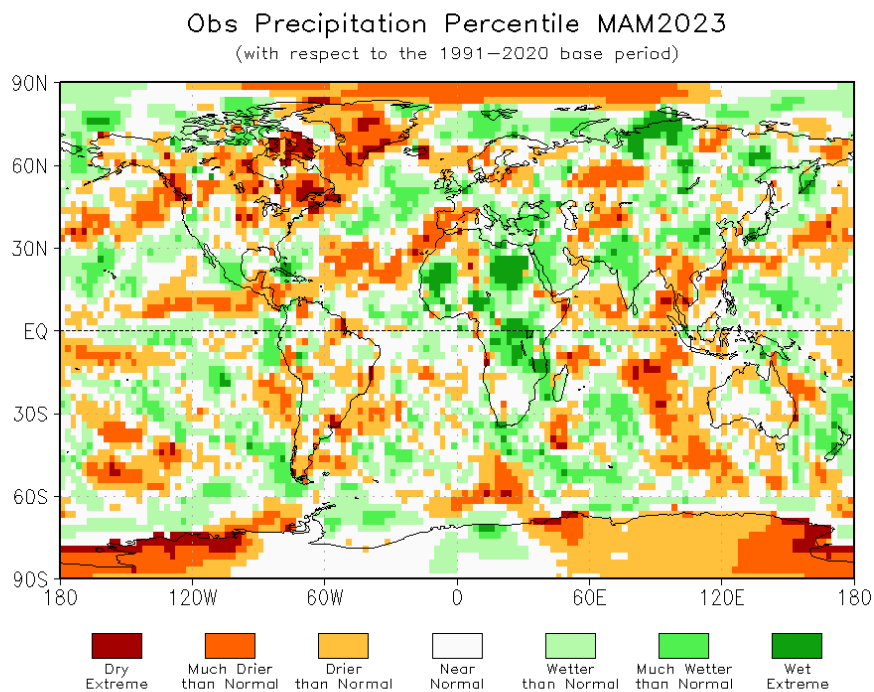 Obs Precipitation Percentile MAM2023
(with respect to the 1991−2020 base period)
90N
60N
30N
EQ
30S
60S
90S
180 120W 60W 0 60E 120E 180
Dry Extreme
Much Drier than Normal
Drier than Normal
Near Normal
Wetter than Normal
Much Wetter than Normal
Wet Extreme